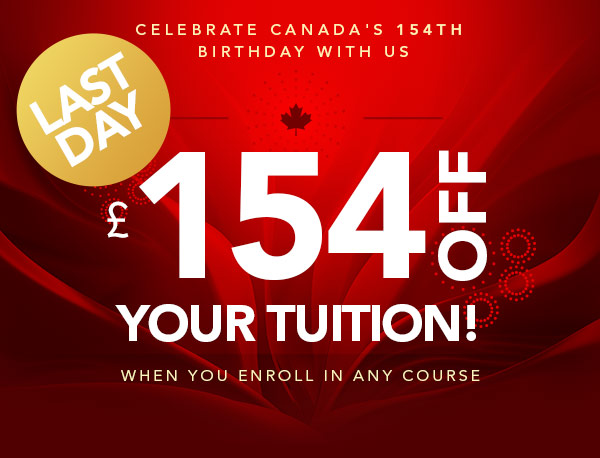 CELEBRATE CANADA'S 154TH
BIRTHDAY WITH US
LAST
DAY
£154 OFF
YOUR TUITION!
WHEN YOU ENROLL IN ANY COURSE